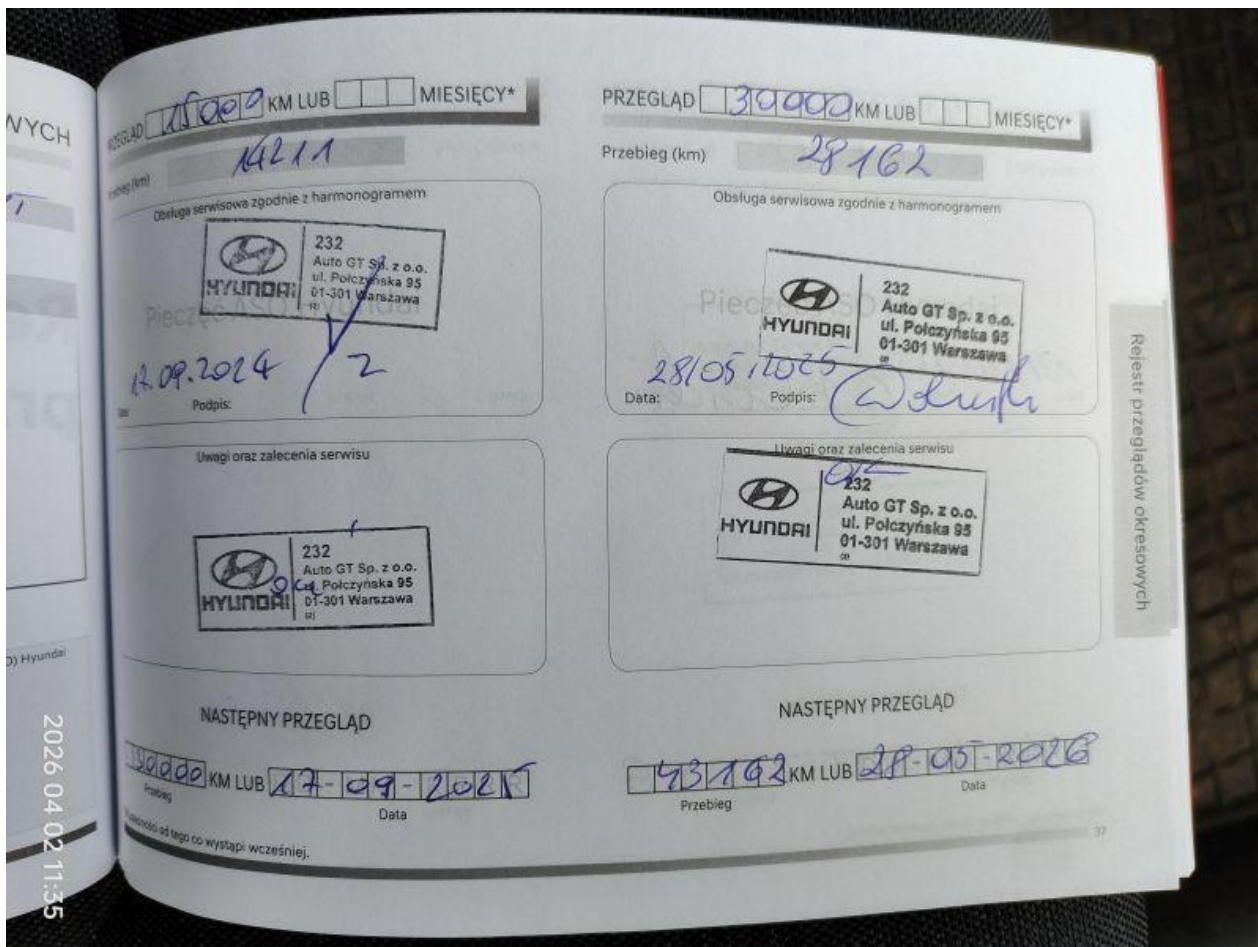 WYCH
PRZEGLĄD 15000 KM LUB MIESIĘCY*
Przebieg (km) 14211
Obsługa serwisowa zgodnie z harmonogramem
HYUNDAI
232
Auto GT Sp. z o.o.
ul. Połczyńska 95
01-301 Warszawa
(2)
Pieczęć ASO Hyundai
17.09.2024
Podpis:
Uwagi oraz zalecenia serwisu
HYUNDAI
232
Auto GT Sp. z o.o.
ul. Połczyńska 95
01-301 Warszawa
(2)
NASTĘPNY PRZEGLĄD
30000 KM LUB 17-09-2025
Przebieg Data
od tego co wystąpi wcześniej.
PRZEGLĄD 30000 KM LUB MIESIĘCY*
Przebieg (km) 28162
Obsługa serwisowa zgodnie z harmonogramem
HYUNDAI
232
Auto GT Sp. z o.o.
ul. Połczyńska 95
01-301 Warszawa
Pieczęć ASO Hyundai
28/05/2025
Data: Podpis:
Uwagi oraz zalecenia serwisu
HYUNDAI
232
Auto GT Sp. z o.o.
ul. Połczyńska 95
01-301 Warszawa
NASTĘPNY PRZEGLĄD
43162 KM LUB 28-05-2026
Przebieg Data
37
Rejestr przeglądów okresowych
Hyundai
2026 04 02 11:35